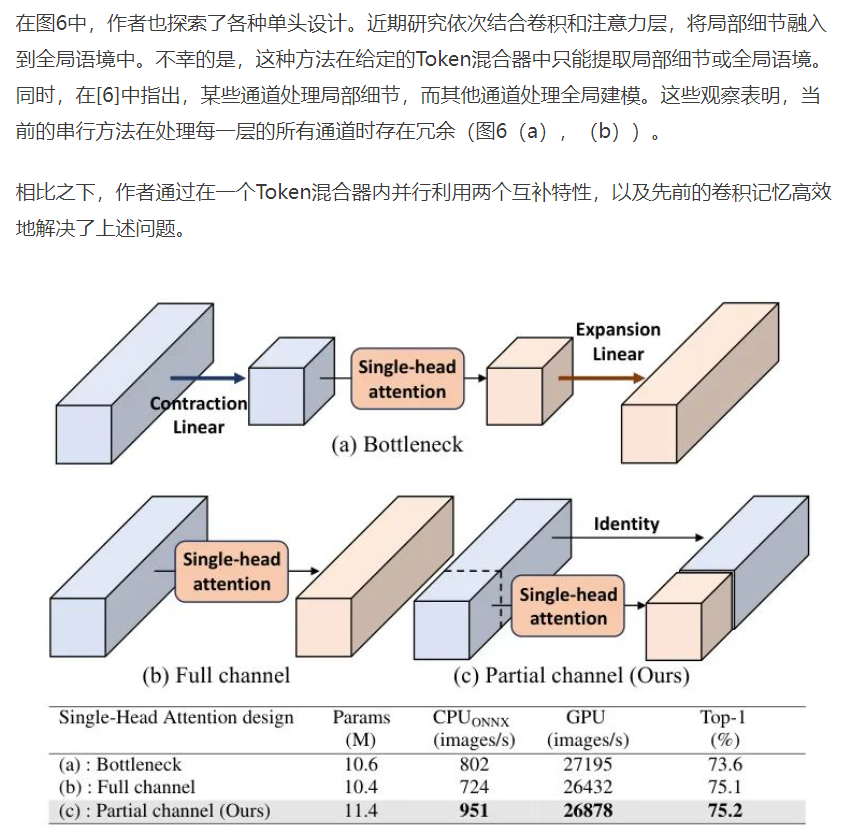 在图6中，作者也探索了各种单头设计。近期研究依次结合卷积和注意力层，将局部细节融入
到全局语境中。不幸的是，这种方法在给定的Token混合器中只能提取局部细节或全局语境。
同时，在[6]中指出，某些通道处理局部细节，而其他通道处理全局建模。这些观察表明，当
前的串行方法在处理每一层的所有通道时存在冗余（图6（a），（b））。
相比之下，作者通过在一个Token混合器内并行利用两个互补特性，以及先前的卷积记忆高效
地解决了上述问题。
Contraction
Linear
Single-head
attention
Expansion
Linear
(a) Bottleneck
Single-head
attention
(b) Full channel
Identity
Single-head
attention
(c) Partial channel (Ours)
Single-Head Attention design Params CPU_ONNX GPU Top-1
(M) (images/s) (images/s) (%)
(a) : Bottleneck 10.6 802 27195 73.6
(b) : Full channel 10.4 724 26432 75.1
(c) : Partial channel (Ours) 11.4 951 26878 75.2